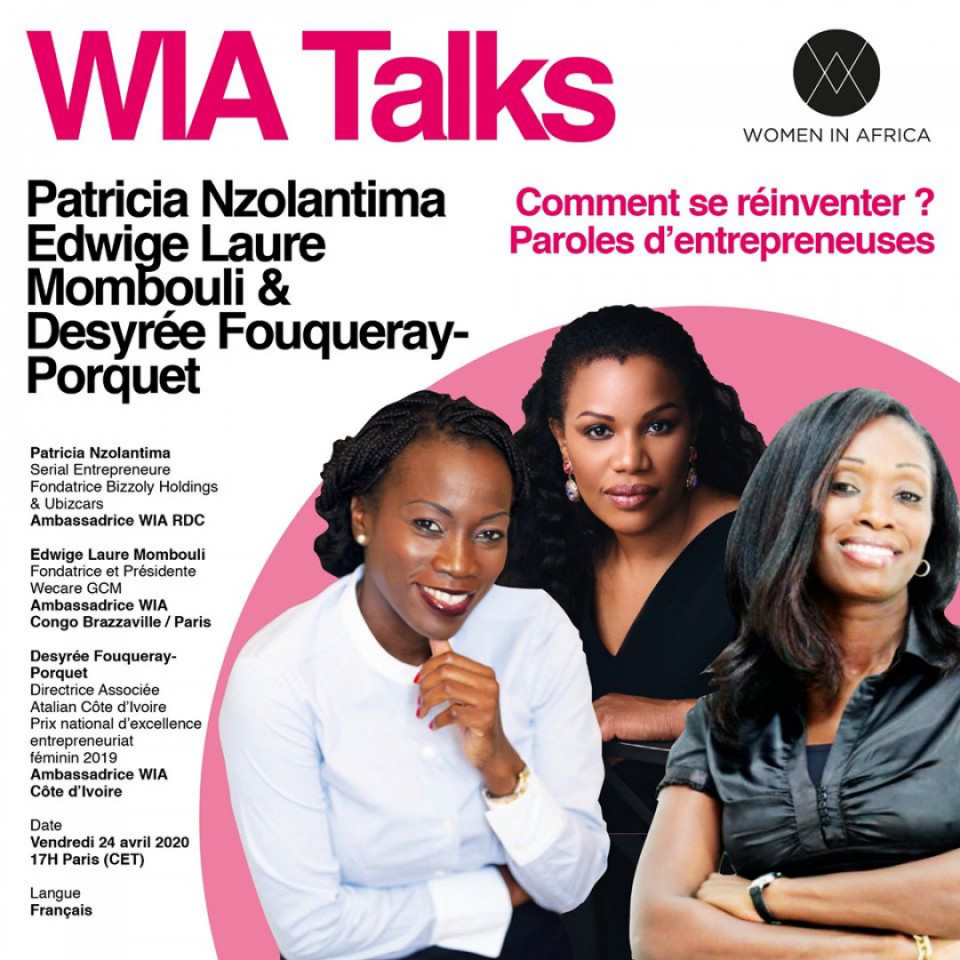 WIA Talks
WOMEN IN AFRICA
Patricia Nzolantima
Edwige Laure
Mombouli &
Desyrée Fouqueray-
Porquet
Comment se réinventer ?
Paroles d'entrepreneuses
Patricia Nzolantima
Serial Entrepreneure
Fondatrice Bizzoly Holdings
& Ubizcars
Ambassadrice WIA RDC
Edwige Laure Mombouli
Fondatrice et Présidente
Wecare GCM
Ambassadrice WIA
Congo Brazzaville / Paris
Desyrée Fouqueray-
Porquet
Directrice Associée
Atalian Côte d'Ivoire
Prix national d'excellence
entrepreneuriat
féminin 2019
Ambassadrice WIA
Côte d'Ivoire
Date
Vendredi 24 avril 2020
17H Paris (CET)
Langue
Français